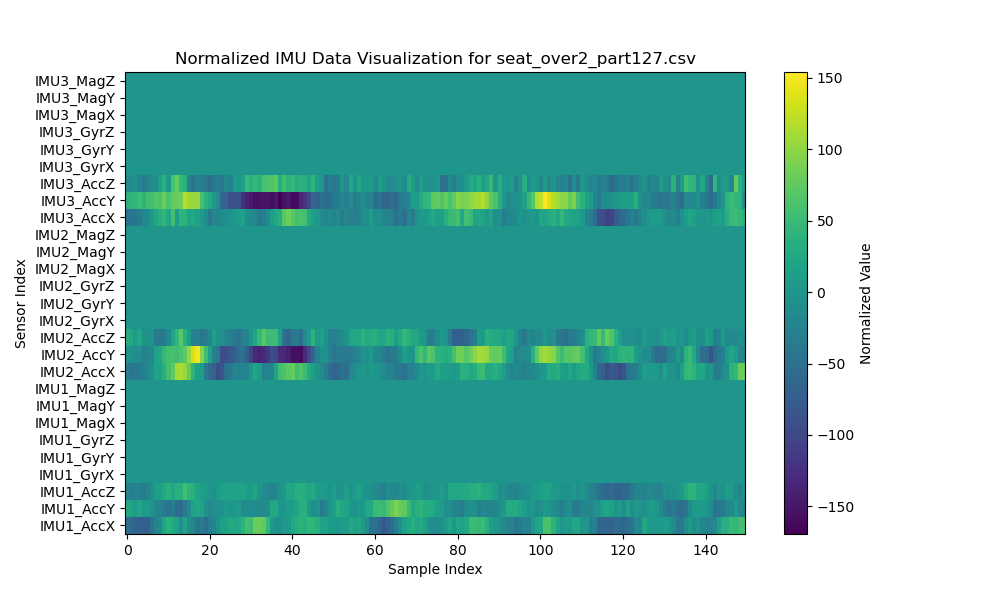 Normalized IMU Data Visualization for seat_over2_part127.csv
IMU3_MagZ
IMU3_MagY
IMU3_MagX
IMU3_GyrZ
IMU3_GyrY
IMU3_GyrX
IMU3_AccZ
IMU3_AccY
IMU3_AccX
IMU2_MagZ
IMU2_MagY
IMU2_MagX
IMU2_GyrZ
IMU2_GyrY
IMU2_GyrX
IMU2_AccZ
IMU2_AccY
IMU2_AccX
IMU1_MagZ
IMU1_MagY
IMU1_MagX
IMU1_GyrZ
IMU1_GyrY
IMU1_GyrX
IMU1_AccZ
IMU1_AccY
IMU1_AccX
Sensor Index
0 20 40 60 80 100 120 140
Sample Index
150
100
50
0
−50
−100
−150
Normalized Value